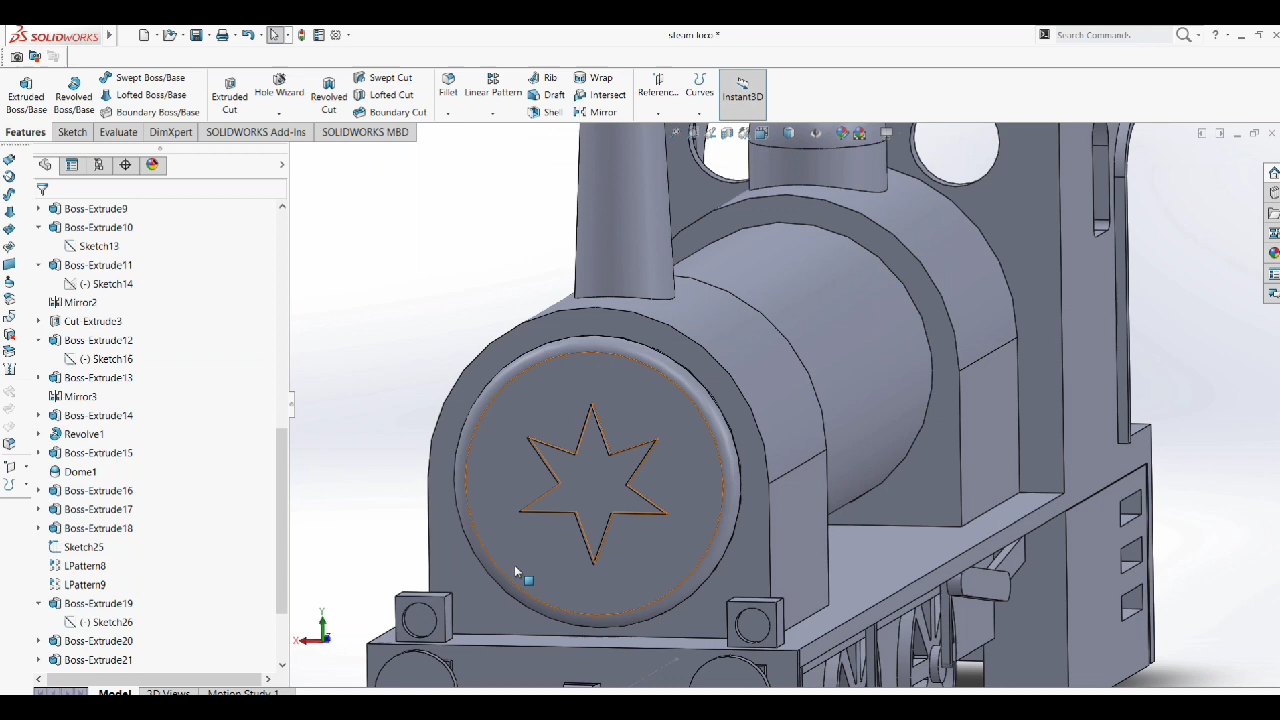 SOLIDWORKS
steam loco *
Search Commands
?
Extruded Boss/Base
Revolved Boss/Base
Swept Boss/Base
Lofted Boss/Base
Boundary Boss/Base
Extruded Cut
Hole Wizard
Revolved Cut
Swept Cut
Lofted Cut
Boundary Cut
Fillet
Linear Pattern
Rib
Draft
Shell
Wrap
Intersect
Mirror
Referenc...
Curves
Instant3D
Features
Sketch
Evaluate
DimXpert
SOLIDWORKS Add-Ins
SOLIDWORKS MBD
Boss-Extrude9
Boss-Extrude10
Sketch13
Boss-Extrude11
(-) Sketch14
Mirror2
Cut-Extrude3
Boss-Extrude12
(-) Sketch16
Boss-Extrude13
Mirror3
Boss-Extrude14
Revolve1
Boss-Extrude15
Dome1
Boss-Extrude16
Boss-Extrude17
Boss-Extrude18
Sketch25
LPattern8
LPattern9
Boss-Extrude19
(-) Sketch26
Boss-Extrude20
Boss-Extrude21
Y
X
Z
Model
3D Views
Motion Study 1